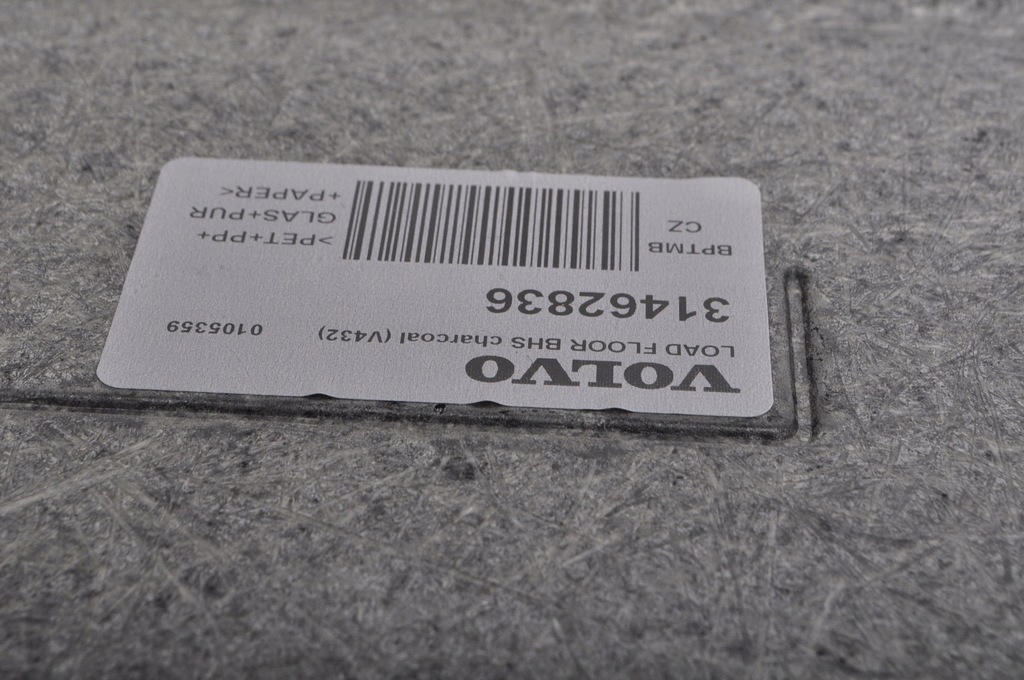 VOLVO
LOAD FLOOR BHS charcoal (V432)
0105359
31462836
BPTMB
CZ
>PET+PP+
GLAS+PUR
+PAPER<